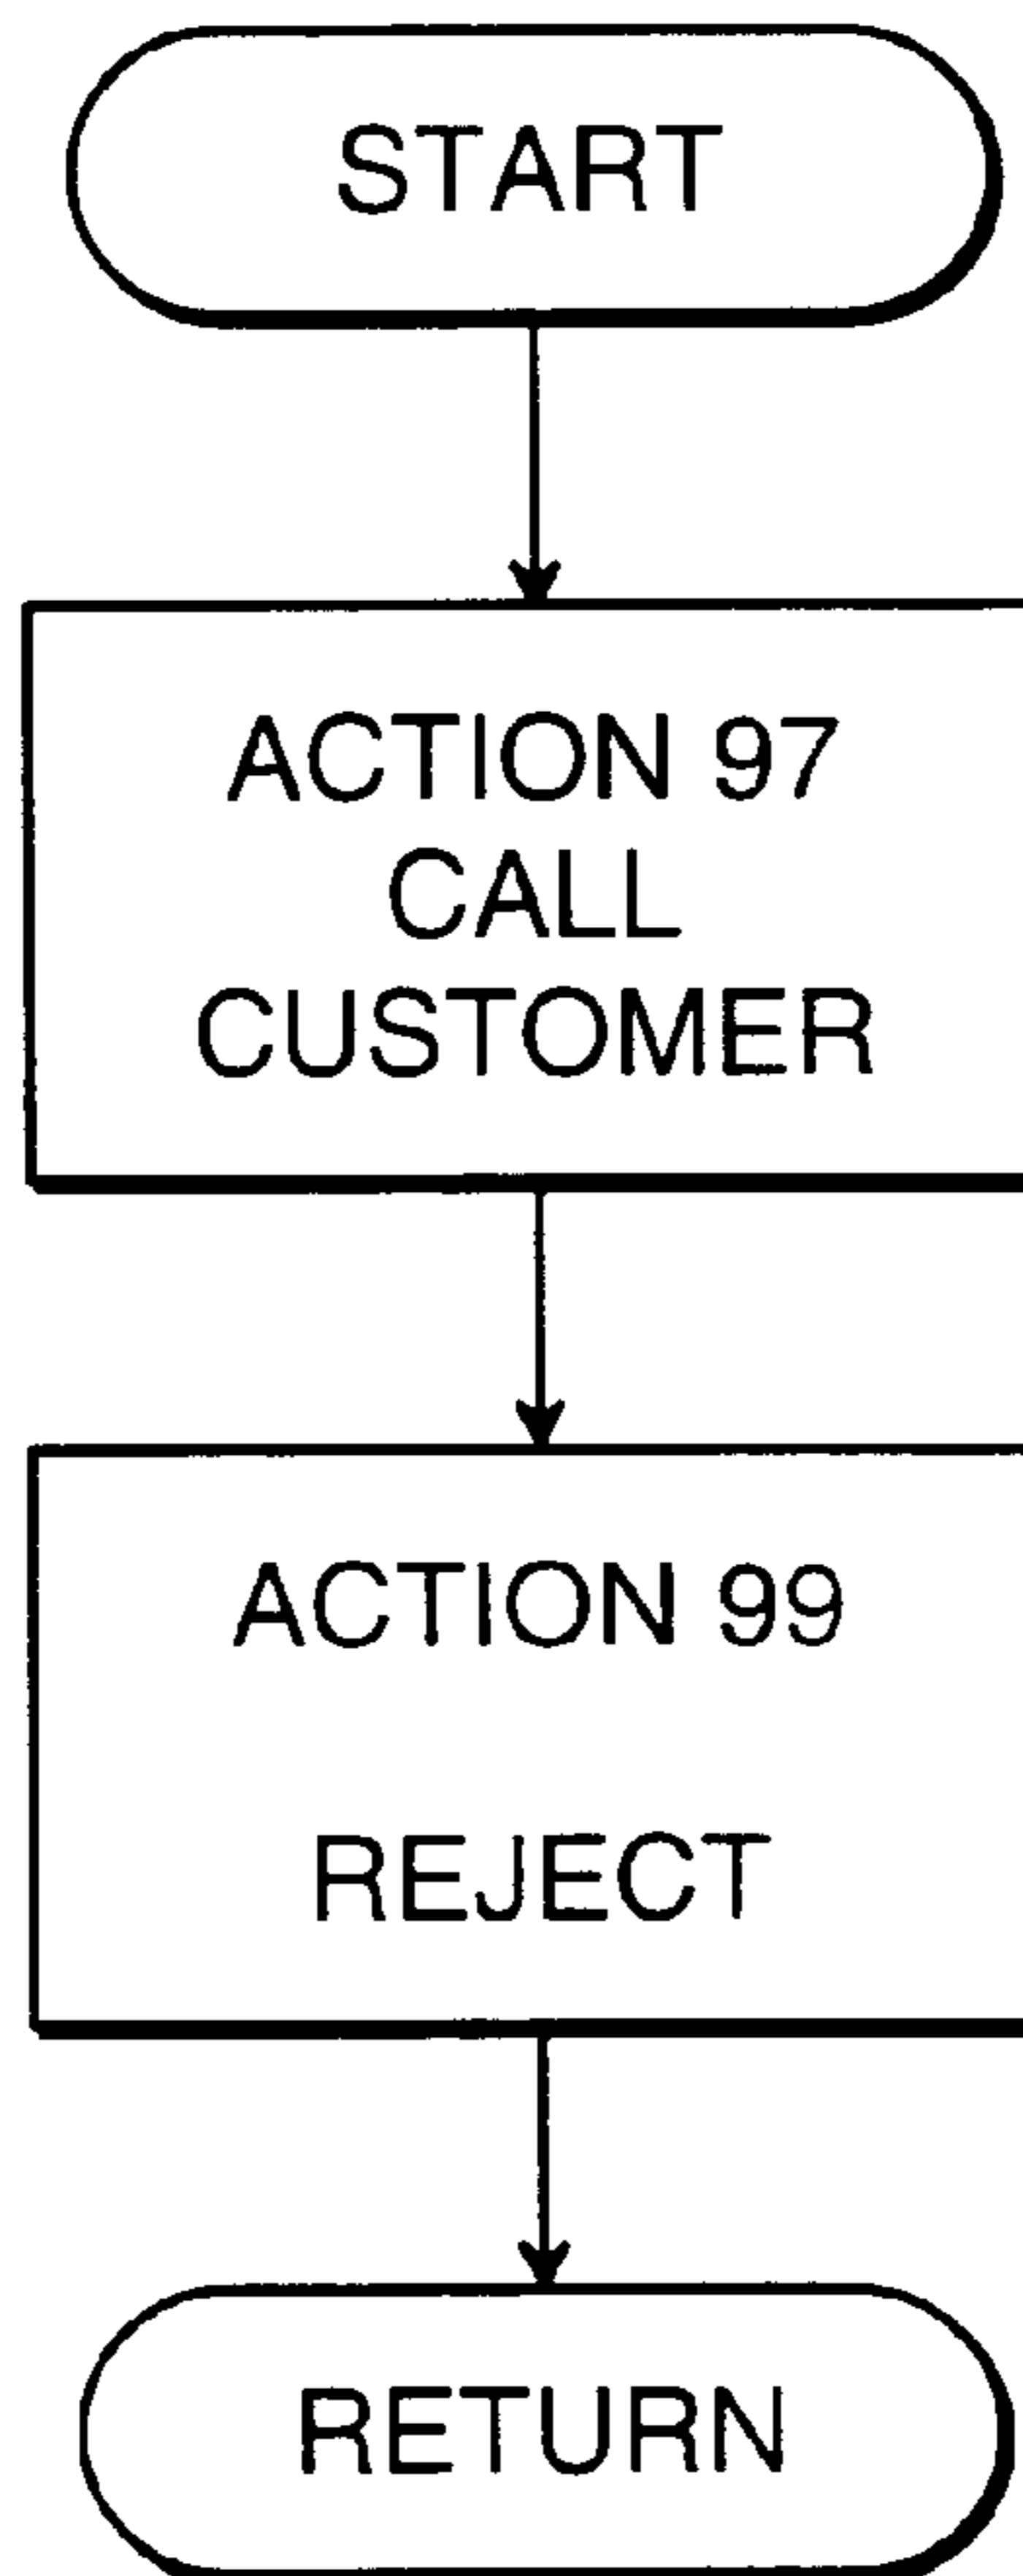 START
ACTION 97
CALL
CUSTOMER
ACTION 99
REJECT
RETURN